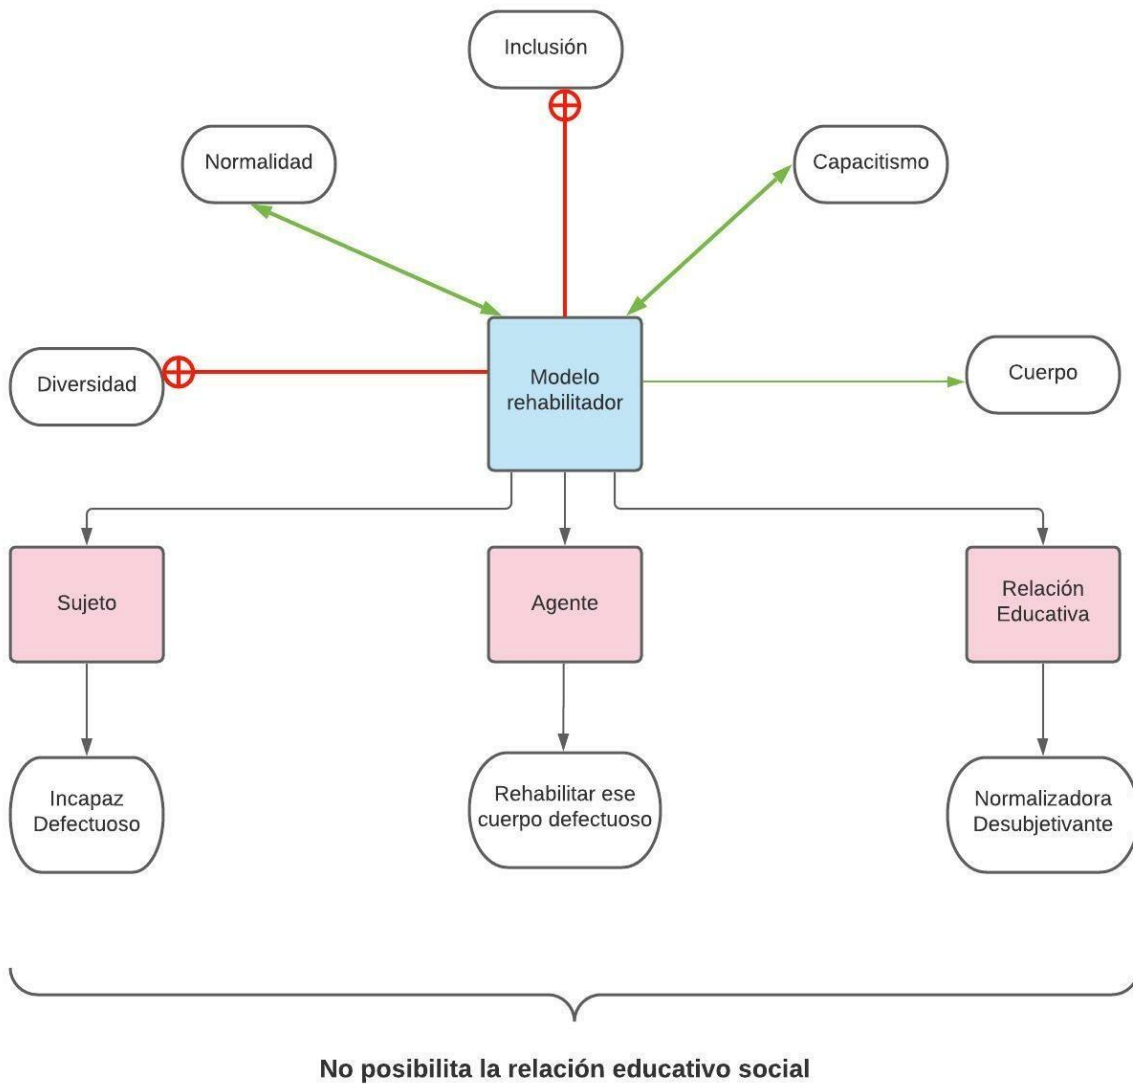 Inclusión
Normalidad
Capacitismo
Diversidad
Modelo
rehabilitador
Cuerpo
Sujeto
Agente
Relación
Educativa
Incapaz
Defectuoso
Rehabilitar ese
cuerpo defectuoso
Normalizadora
Desubjetivante
No posibilita la relación educativo social